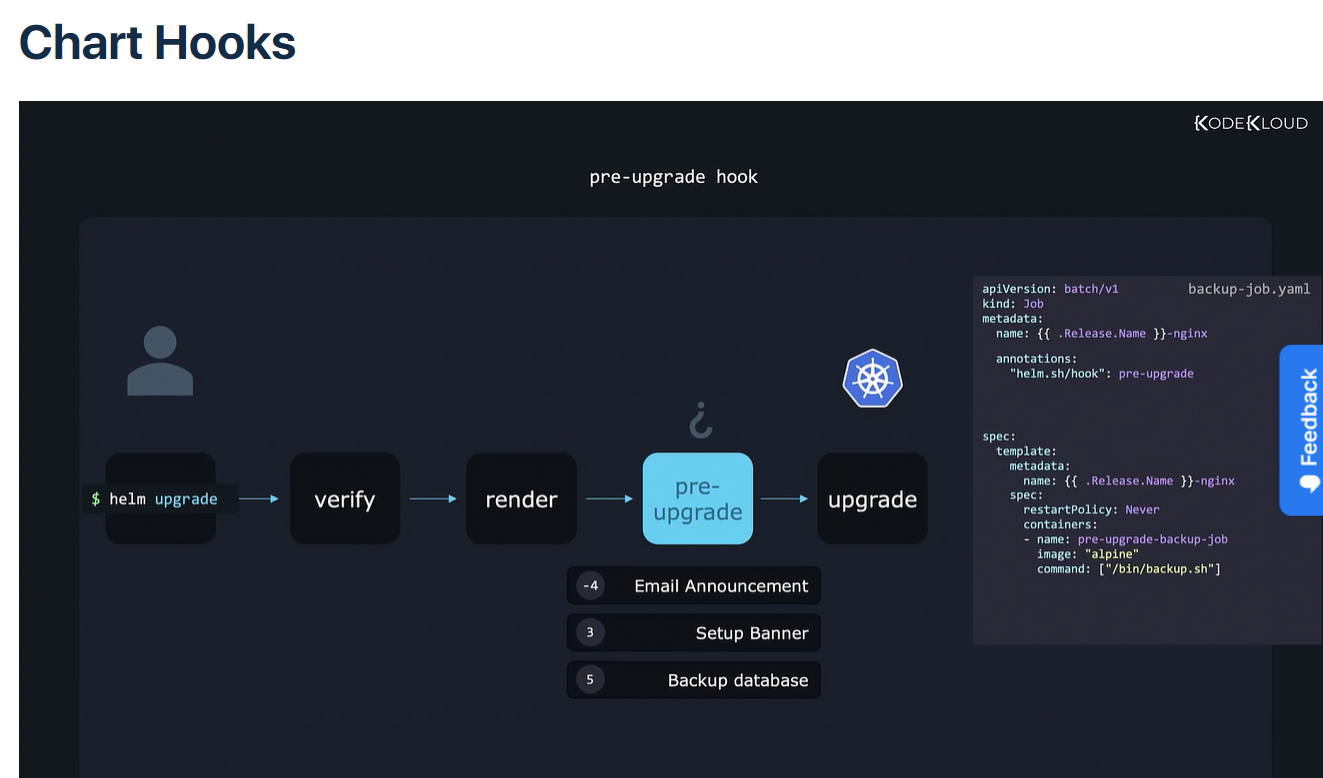 Chart Hooks
KODEKLOUD
pre-upgrade hook
apiVersion: batch/v1
backup-job.yaml
kind: Job
metadata:
name: {{ .Release.Name }}-nginx
annotations:
"helm.sh/hook": pre-upgrade
spec:
template:
metadata:
name: {{ .Release.Name }}-nginx
spec:
restartPolicy: Never
containers:
- name: pre-upgrade-backup-job
image: "alpine"
command: ["/bin/backup.sh"]
Feedback
$ helm upgrade
verify
render
pre-
upgrade
upgrade
-4 Email Announcement
3 Setup Banner
5 Backup database